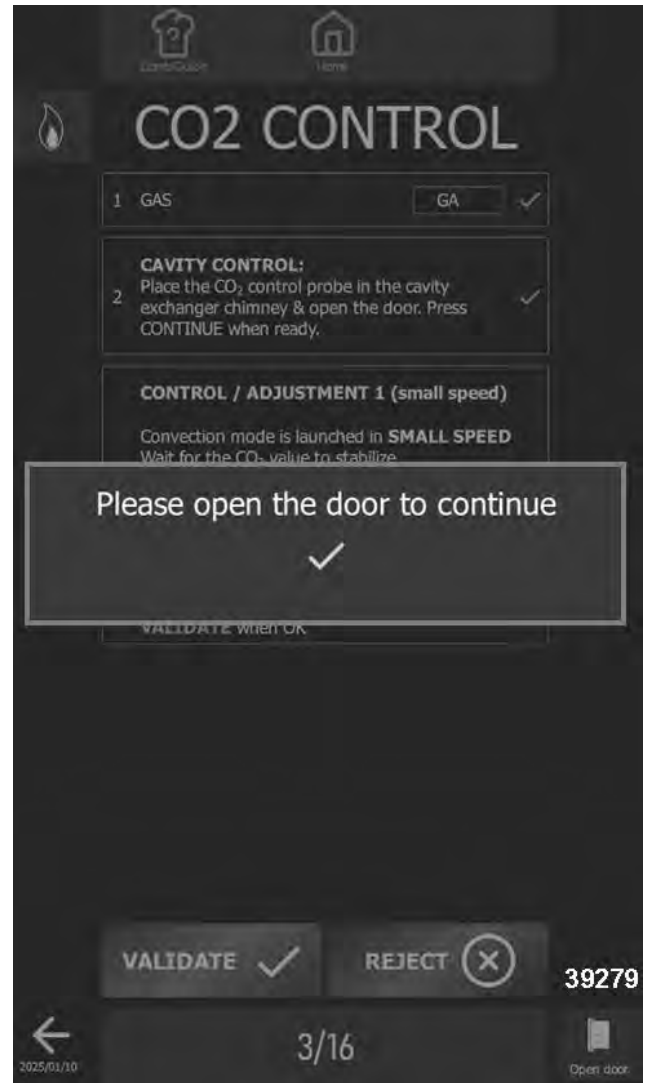 CombiGuide
Home
CO2 CONTROL
1 GAS GA
CAVITY CONTROL:
2 Place the CO₂ control probe in the cavity
exchanger chimney & open the door. Press
CONTINUE when ready.
CONTROL / ADJUSTMENT 1 (small speed)
Convection mode is launched in SMALL SPEED
Wait for the CO₂ value to stabilize
Please open the door to continue
VALIDATE when OK
VALIDATE
REJECT
39279
2025/01/10
3/16
Open door